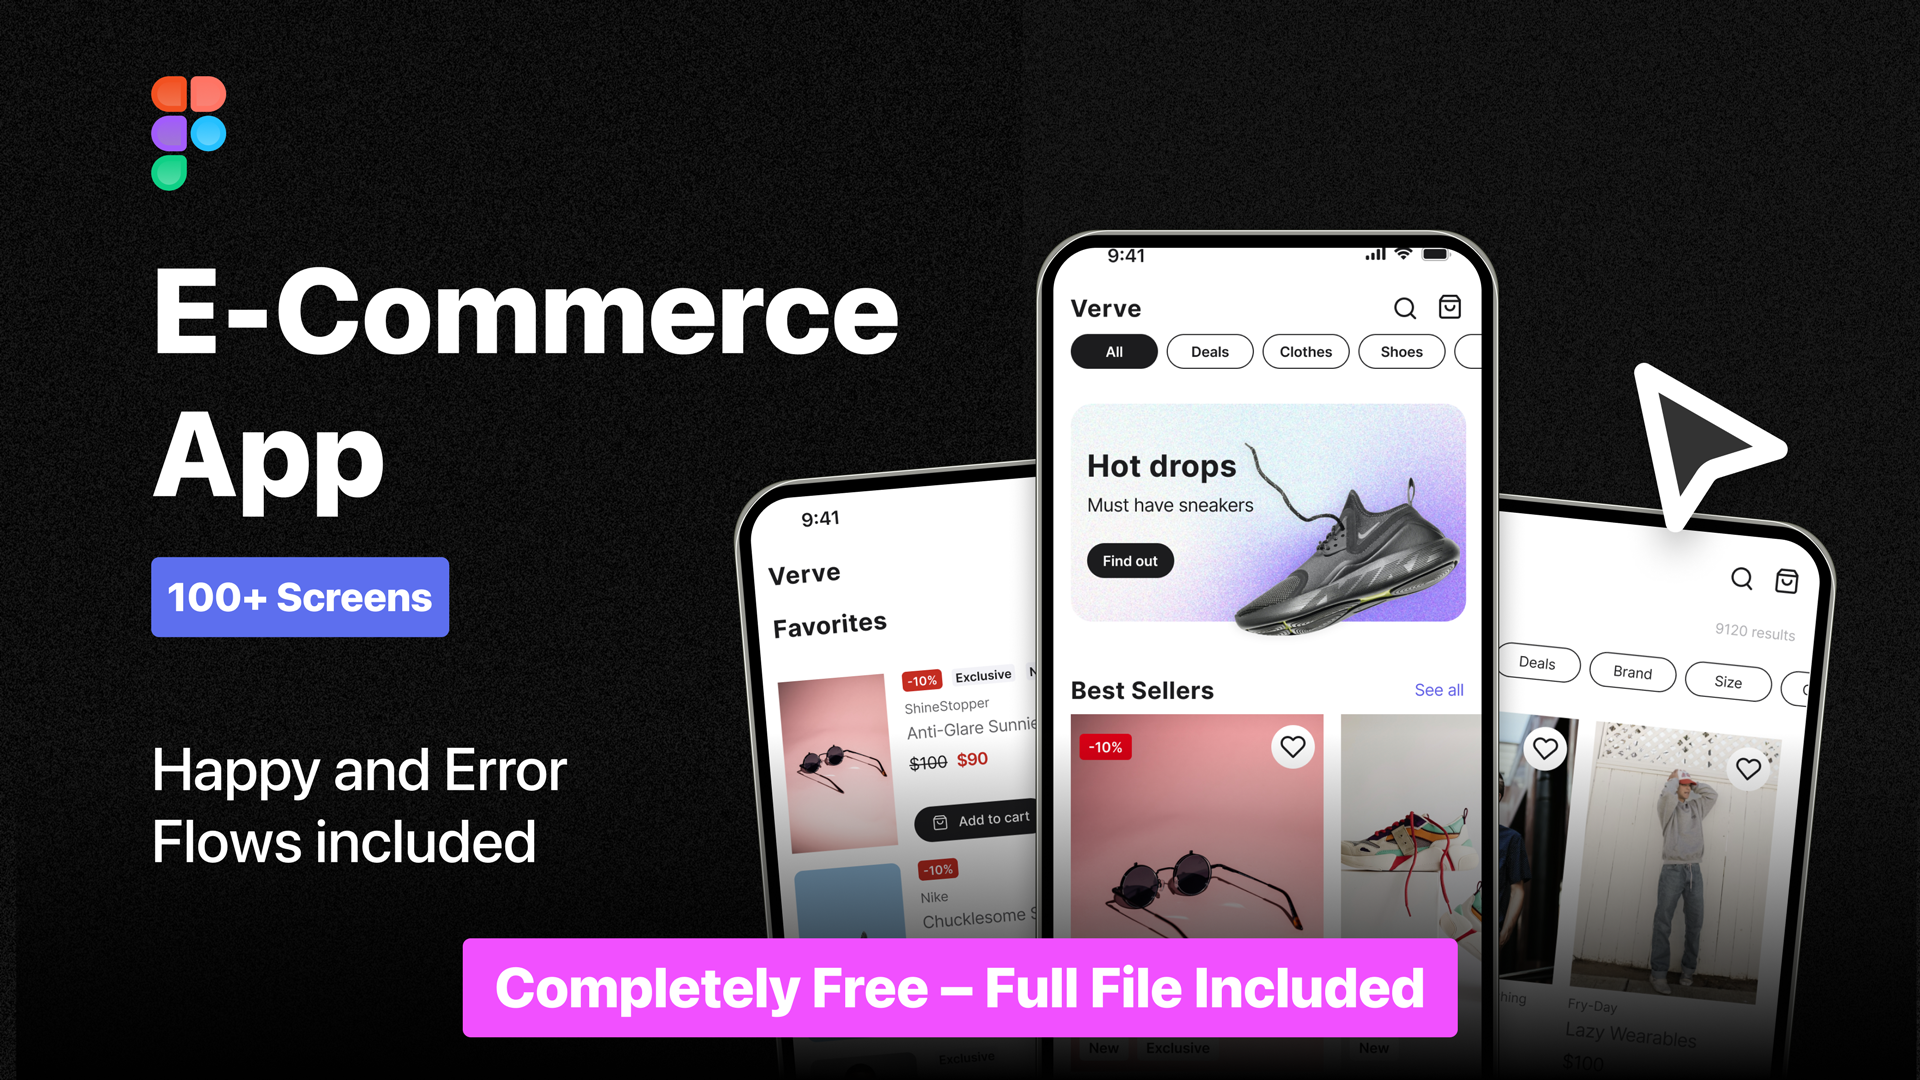 E-Commerce
App
100+ Screens
Happy and Error
Flows included
9:41
Verve
Favorites
-10% Exclusive
ShineStopper
Anti-Glare Sunnie
$100 $90
Add to cart
-10%
Nike
Chucklesome
Exclusive
9:41
Verve
All Deals Clothes Shoes
Hot drops
Must have sneakers
Find out
Best Sellers See all
-10%
New Exclusive New
9120 results
Deals Brand Size
hing
Fry-Day
Lazy Wearables
$100
Completely Free – Full File Included